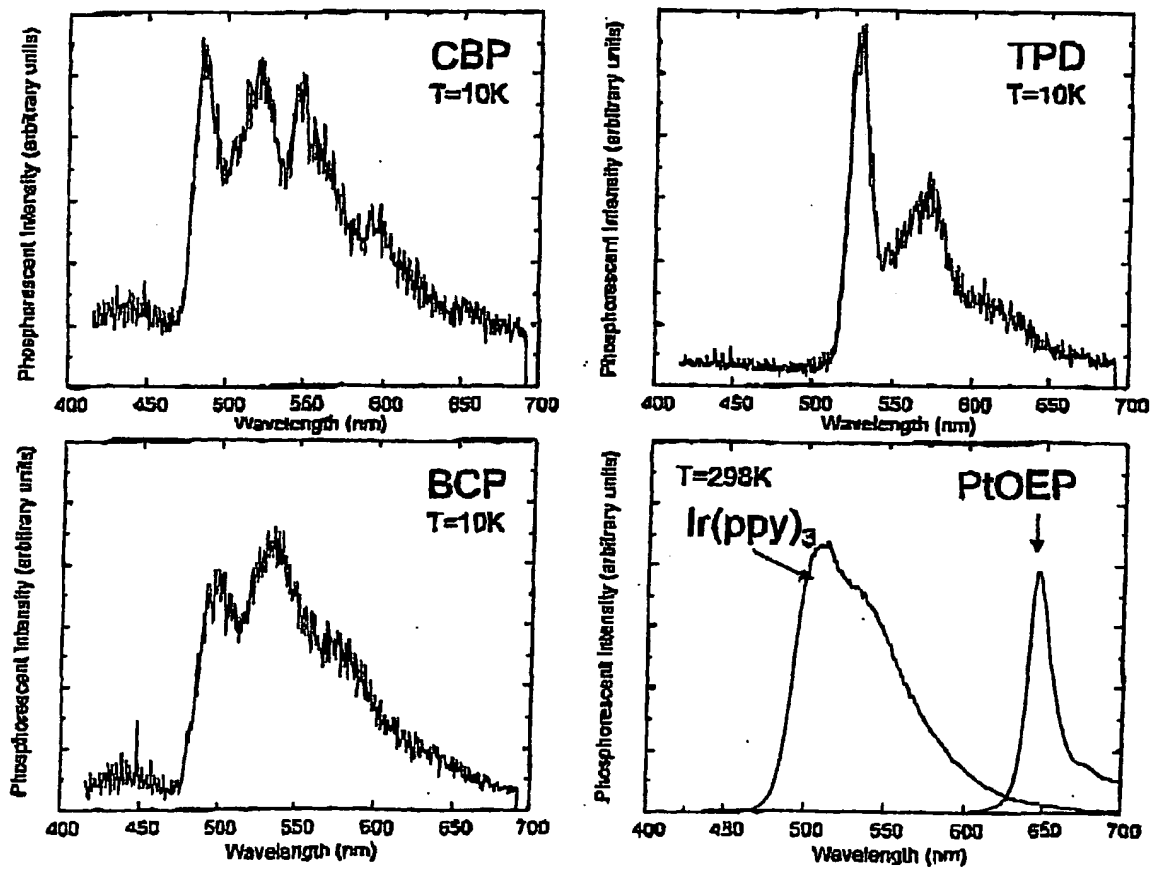 Phosphorescent Intensity (arbitrary units)
CBP
T=10K
400 450 500 550 600 650 700
Wavelength (nm)
Phosphorescent Intensity (arbitrary units)
TPD
T=10K
400 450 500 550 600 650 700
Wavelength (nm)
Phosphorescent Intensity (arbitrary units)
BCP
T=10K
400 450 500 550 600 650 700
Wavelength (nm)
Phosphorescent Intensity (arbitrary units)
T=298K
PtOEP
Ir(ppy)₃
400 450 500 550 600 650 700
Wavelength (nm)